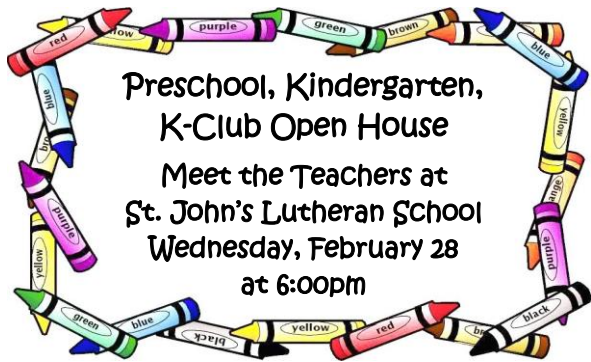 red
yellow
purple
green
brown
blue
blue
yellow
purple
purple
yellow
green
blue
black
yellow
red
black
Preschool, Kindergarten,
K-Club Open House
Meet the Teachers at
St. John's Lutheran School
Wednesday, February 28
at 6:00pm